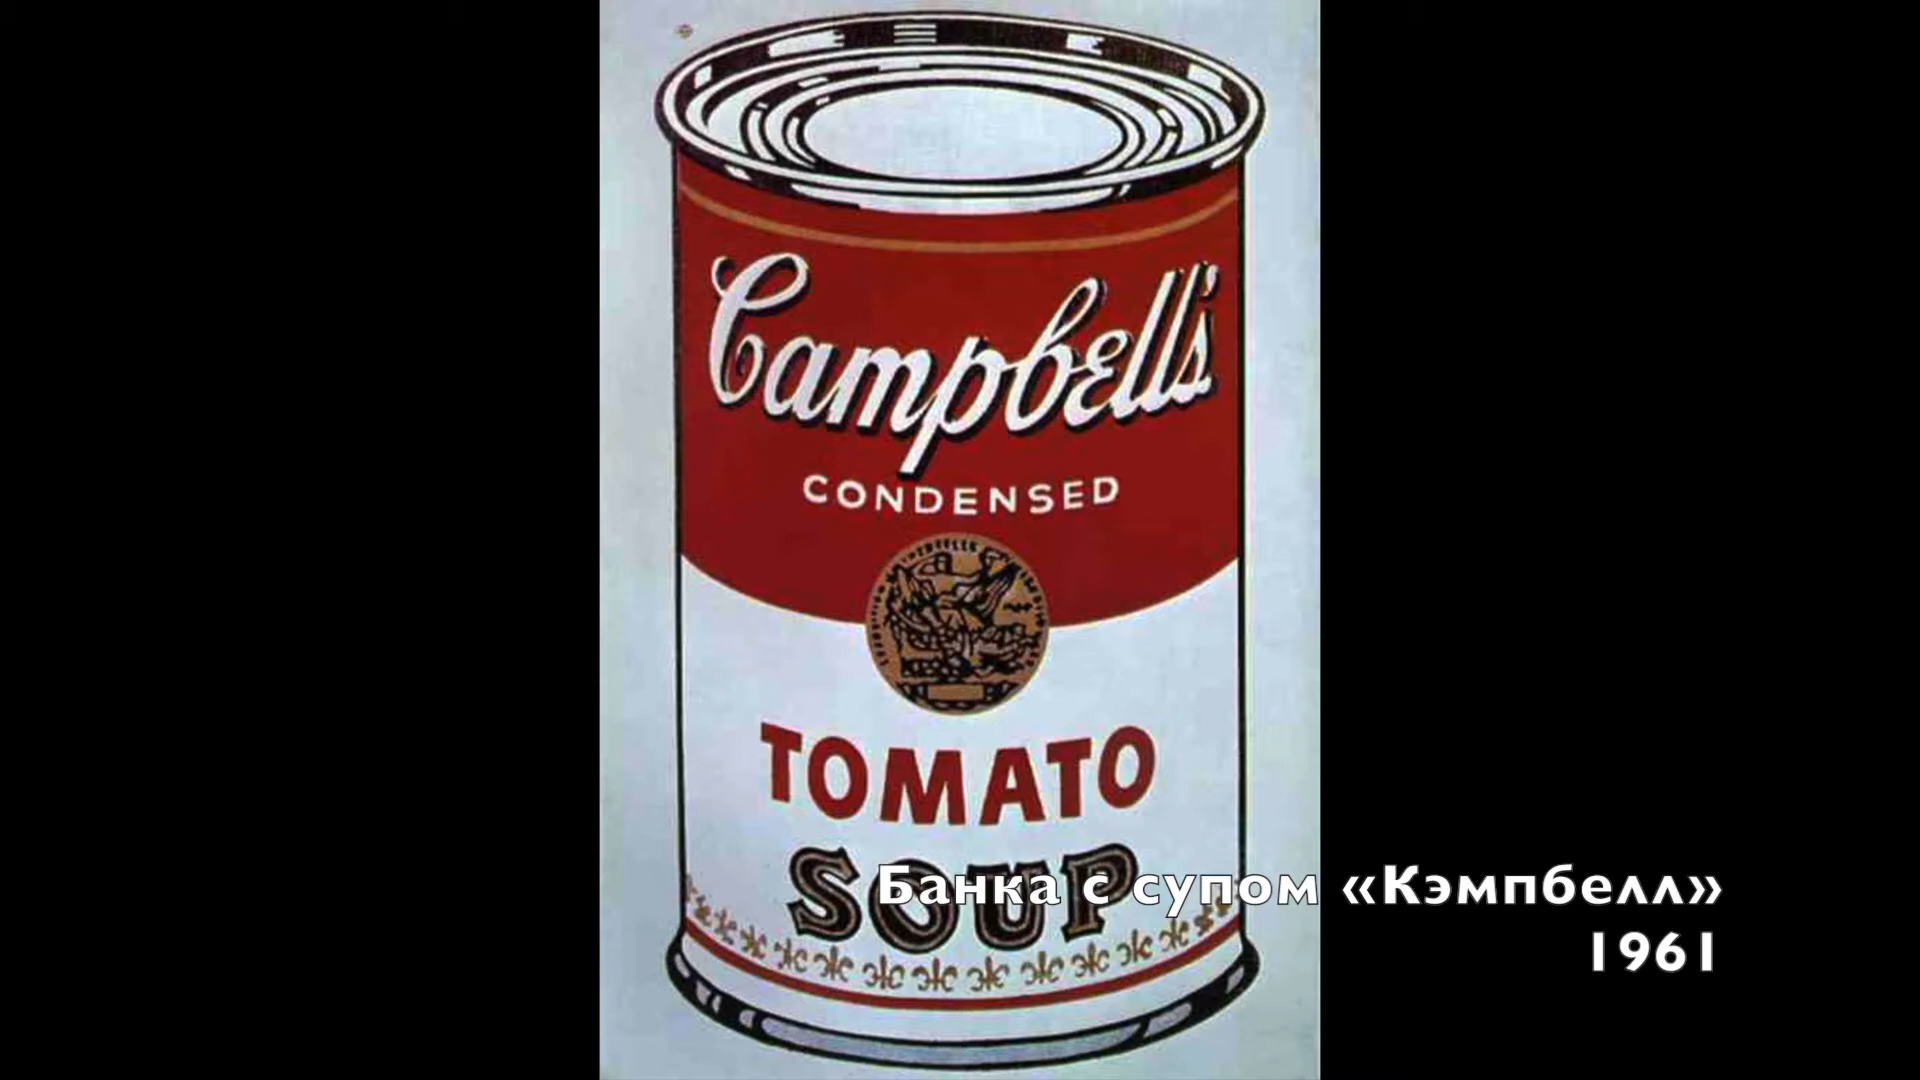 Campbell's
CONDENSED
TOMATO
SOUP
Банка с супом «Кэмпбелл»
1961